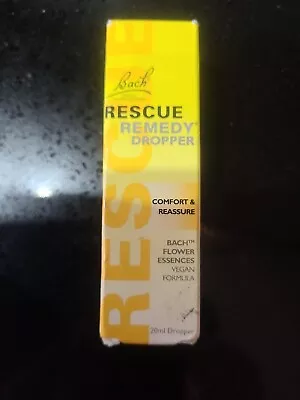 Bach
RESCUE
REMEDY®
DROPPER
COMFORT &
REASSURE
BACH™
FLOWER
ESSENCES
VEGAN
FORMULA
20ml Dropper
RESCUE